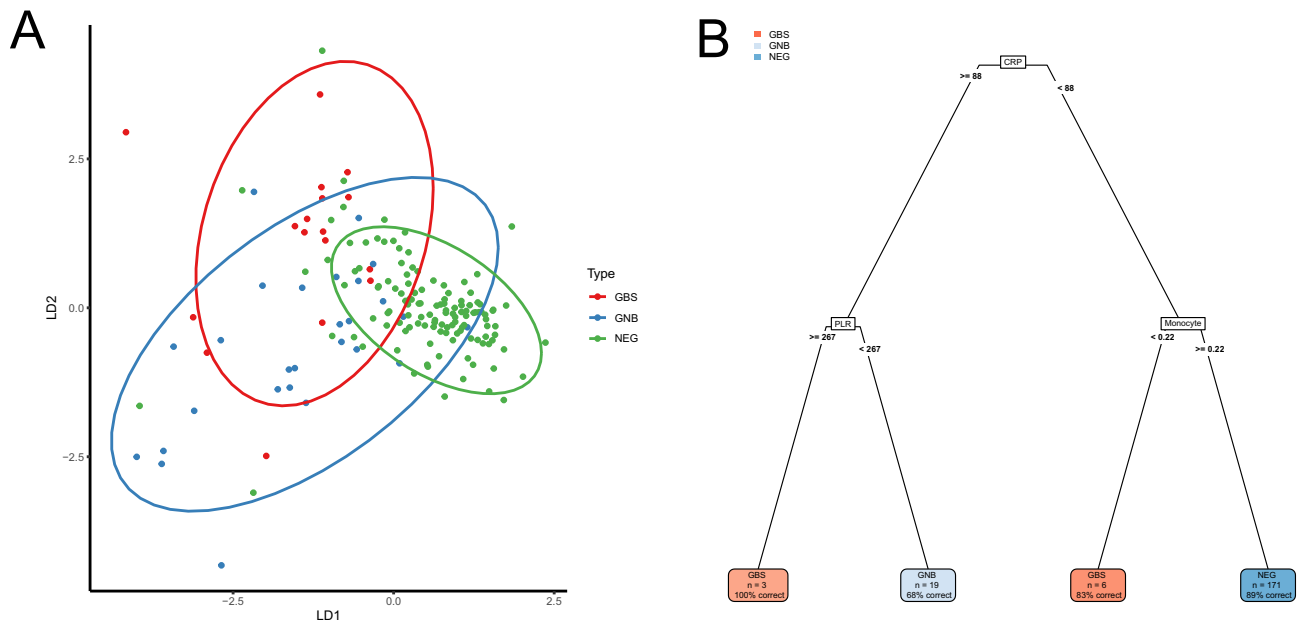 A
2.5
0.0
−2.5
LD2
−2.5
0.0
2.5
LD1
Type
GBS
GNB
NEG
B
GBS
GNB
NEG
CRP
>= 88
< 88
PLR
>= 267
< 267
Monocyte
< 0.22
>= 0.22
GBS
n = 3
100% correct
GNB
n = 19
68% correct
GBS
n = 6
83% correct
NEG
n = 171
89% correct